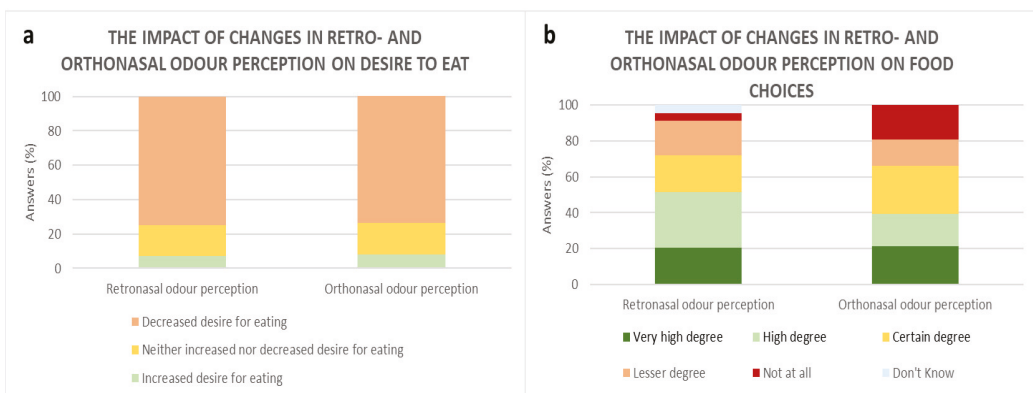 a
THE IMPACT OF CHANGES IN RETRO- AND
ORTHONASAL ODOUR PERCEPTION ON DESIRE TO EAT
100
80
60
40
20
0
Answers (%)
Retronasal odour perception
Orthonasal odour perception
Decreased desire for eating
Neither increased nor decreased desire for eating
Increased desire for eating
b
THE IMPACT OF CHANGES IN RETRO- AND
ORTHONASAL ODOUR PERCEPTION ON FOOD
CHOICES
100
80
60
40
20
0
Answers (%)
Retronasal odour perception
Orthonasal odour perception
Very high degree
High degree
Certain degree
Lesser degree
Not at all
Don't Know